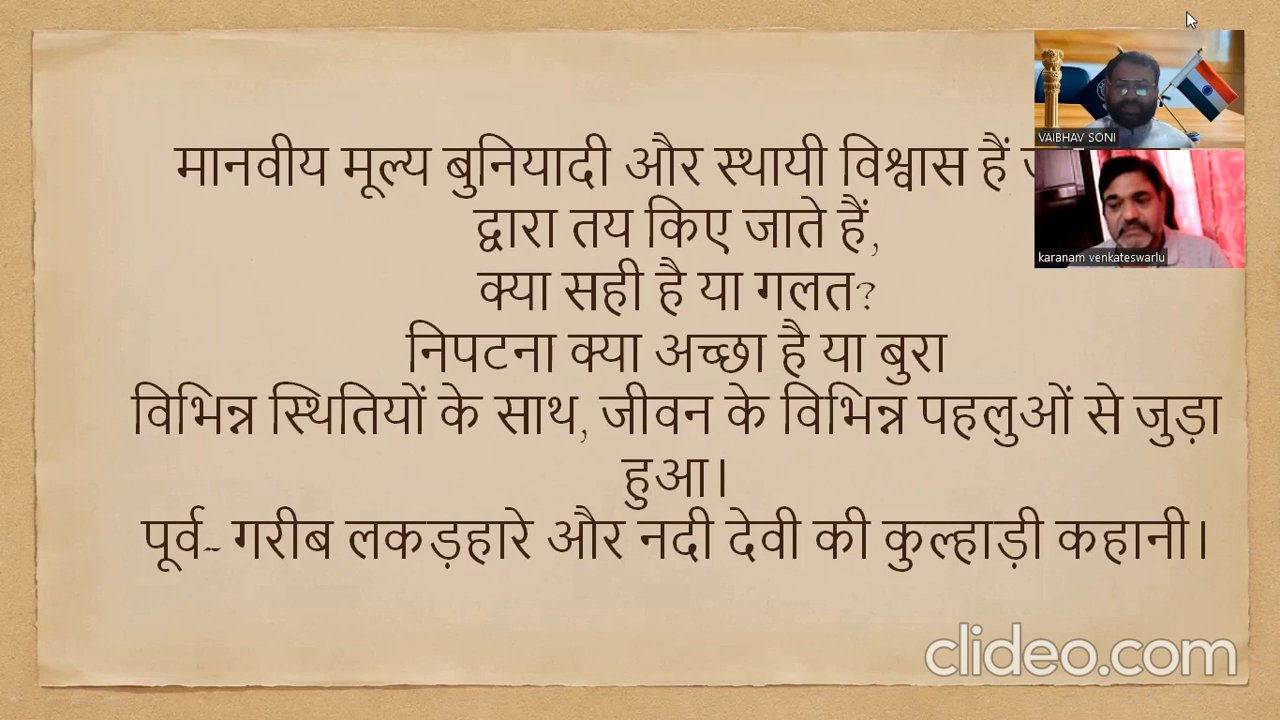 मानवीय मूल्य बुनियादी और स्थायी विश्वास हैं
द्वारा तय किए जाते हैं,
क्या सही है या गलत?
निपटना क्या अच्छा है या बुरा
विभिन्न स्थितियों के साथ, जीवन के विभिन्न पहलुओं से जुड़ा
हुआ।
पूर्व- गरीब लकड़हारे और नदी देवी की कुल्हाड़ी कहानी।
VAIBHAV SONI
karanam venkateswarlu
clideo.com